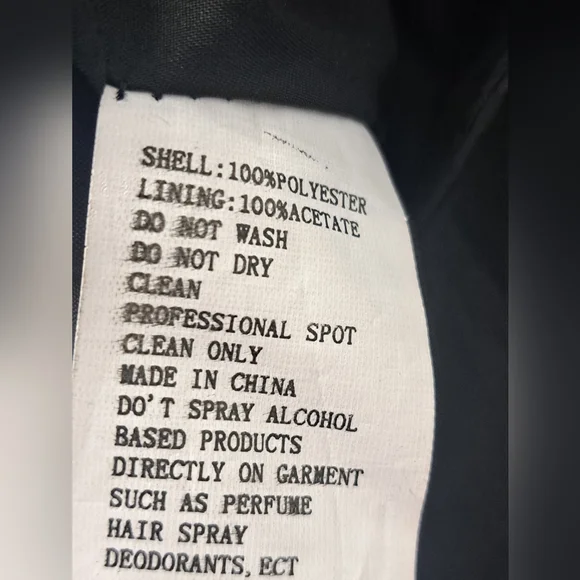 SHELL:100%POLYESTER
LINING:100%ACETATE
DO NOT WASH
DO NOT DRY
CLEAN
PROFESSIONAL SPOT
CLEAN ONLY
MADE IN CHINA
DO'T SPRAY ALCOHOL
BASED PRODUCTS
DIRECTLY ON GARMENT
SUCH AS PERFUME
HAIR SPRAY
DEODORANTS, ECT